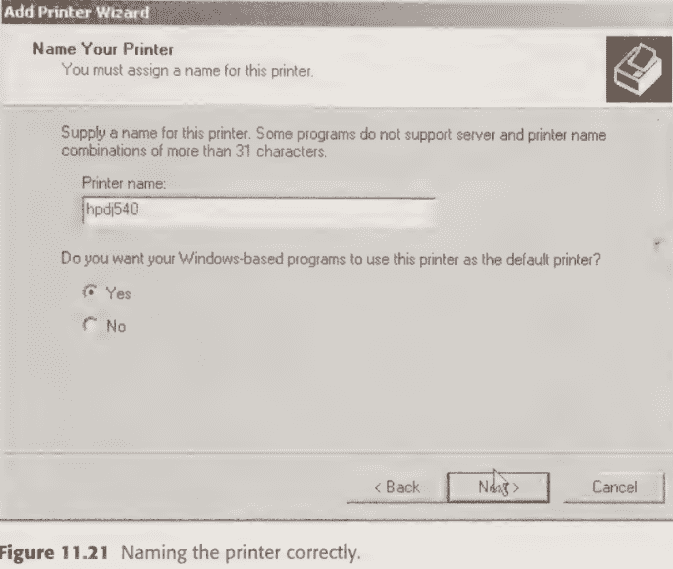 Add Printer Wizard
Name Your Printer
You must assign a name for this printer.
Supply a name for this printer. Some programs do not support server and printer name
combinations of more than 31 characters.
Printer name:
hpdj540
Do you want your Windows-based programs to use this printer as the default printer?
Yes
No
< Back
Next >
Cancel
Figure 11.21 Naming the printer correctly.